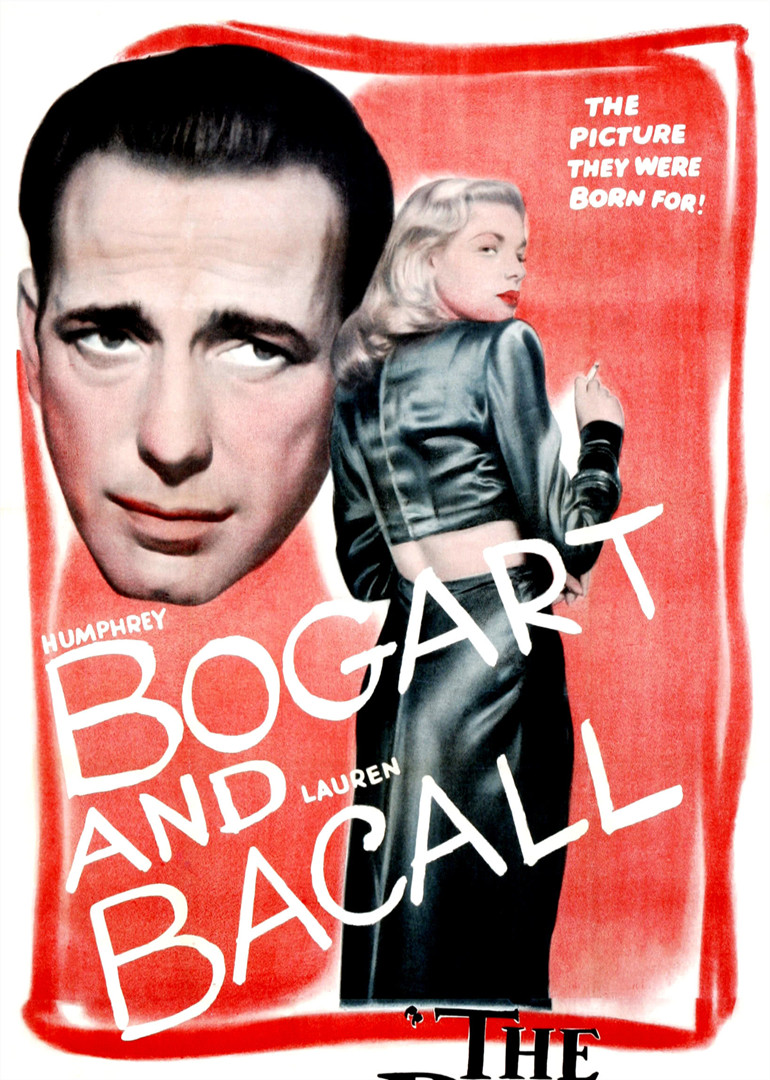 THE
PICTURE
THEY WERE
BORN FOR!
HUMPHREY
BOGART
AND
LAUREN
BACALL
"THE